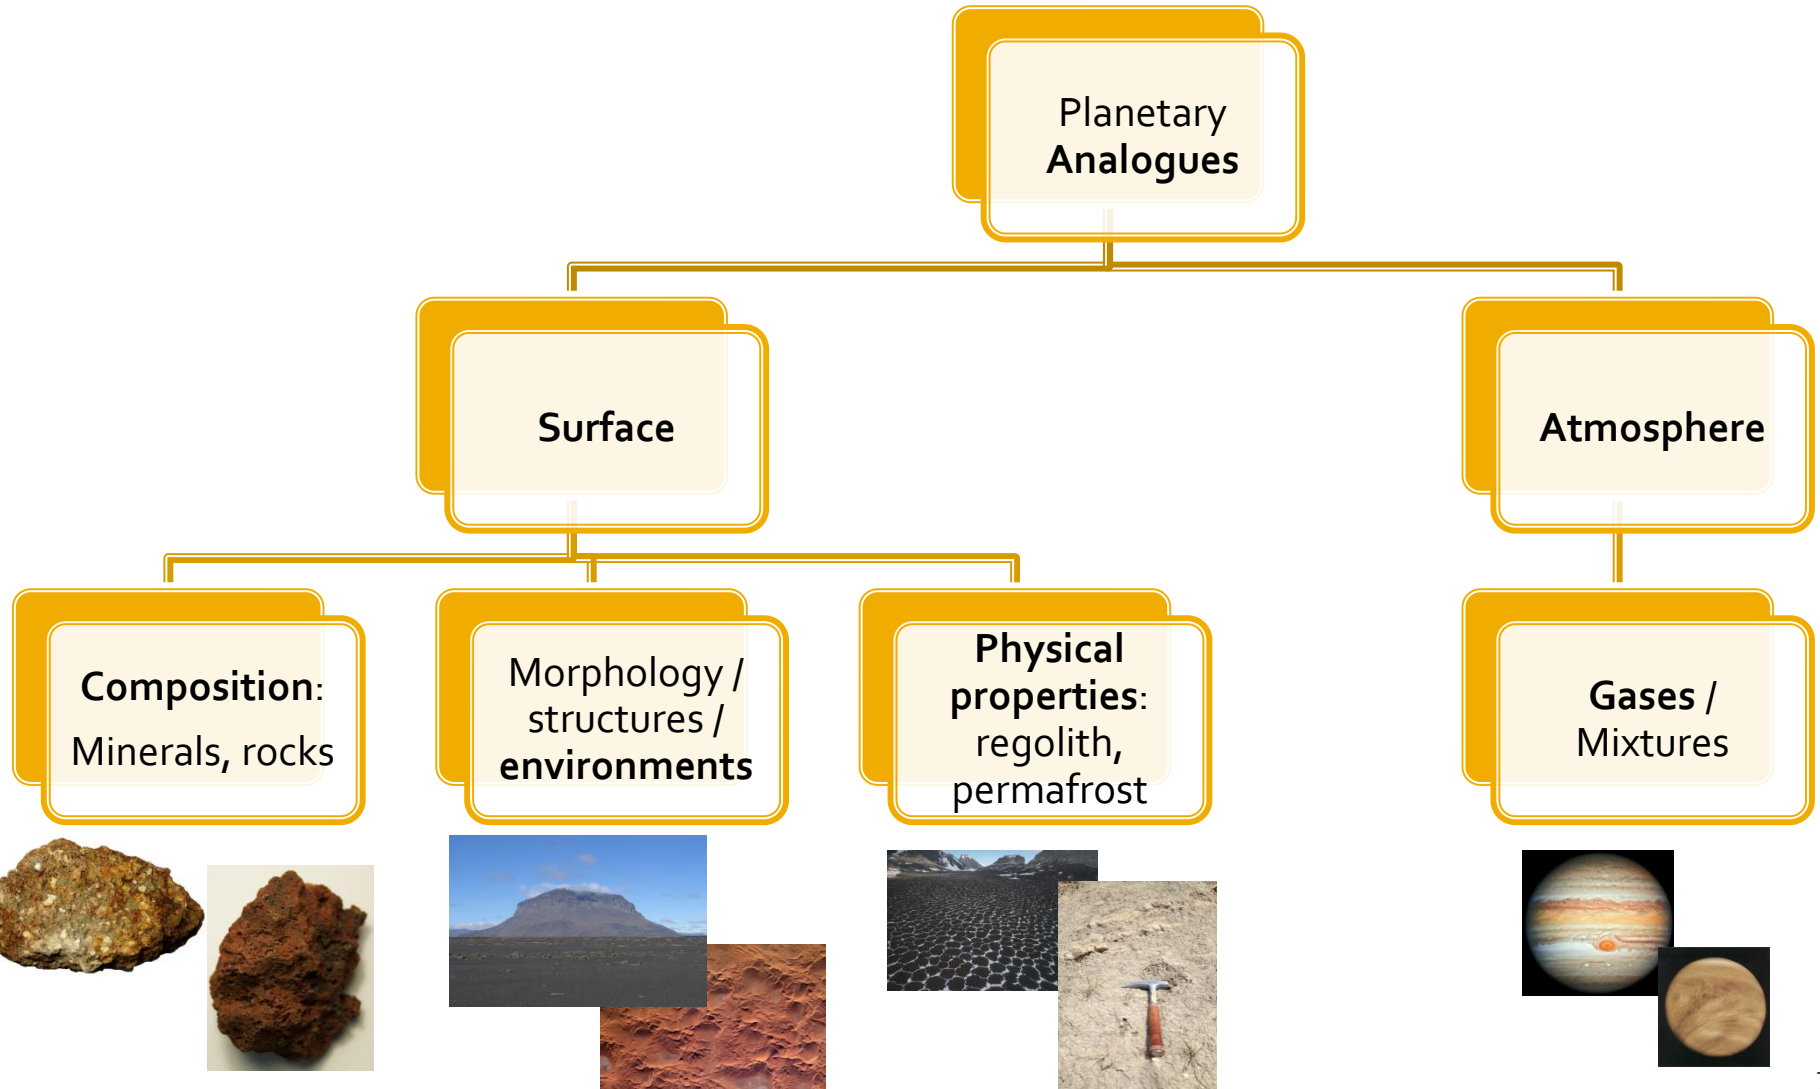 Planetary
Analogues
Surface
Atmosphere
Composition:
Minerals, rocks
Morphology /
structures /
environments
Physical
properties:
regolith,
permafrost
Gases /
Mixtures